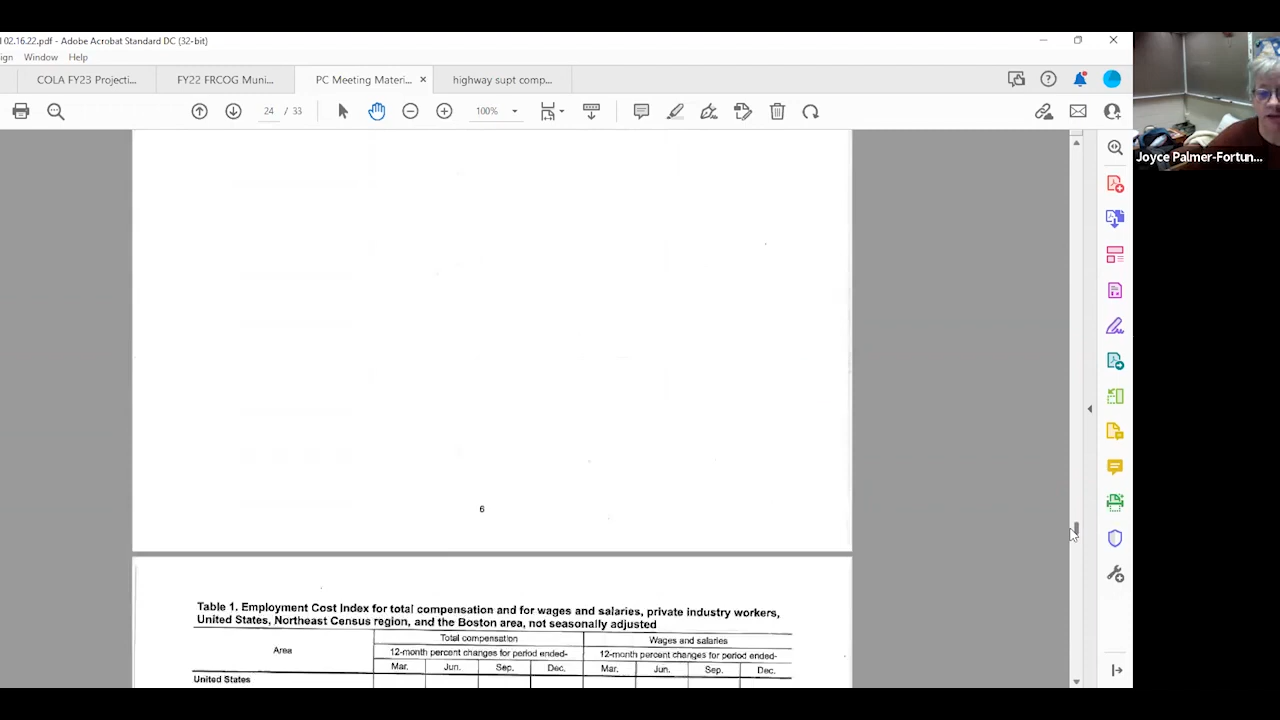 l 02.16.22.pdf - Adobe Acrobat Standard DC (32-bit)
ign Window Help
COLA FY23 Projecti...
FY22 FRCOG Muni...
PC Meeting Materi...
highway supt comp...
24 / 33
100%
Joyce Palmer-Fortun...
6
Table 1. Employment Cost Index for total compensation and for wages and salaries, private industry workers,
United States, Northeast Census region, and the Boston area, not seasonally adjusted
Area
Total compensation
Wages and salaries
12-month percent changes for period ended-
12-month percent changes for period ended-
Mar. Jun. Sep. Dec. Mar. Jun. Sep. Dec.
United States